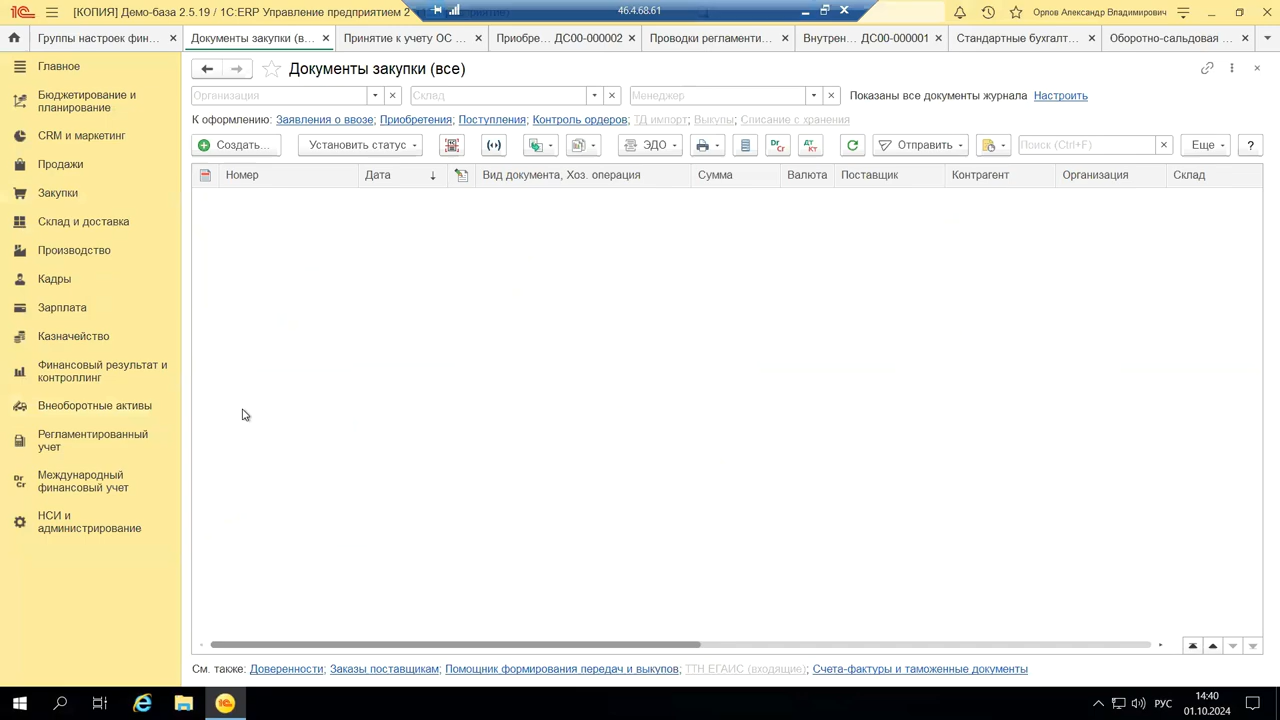 [КОПИЯ] Демо-база 2.5.19 / 1C:ERP Управление предприятием 2
46.4.68.61
Орлов Александр Владимирович
Группы настроек фин...
Документы закупки (в...
Принятие к учету ОС ...
Приобре... ДС00-000002
Проводки регламенти...
Внутрен... ДС00-000001
Стандартные бухгалт...
Оборотно-сальдовая ...
Главное
Бюджетирование и планирование
CRM и маркетинг
Продажи
Закупки
Склад и доставка
Производство
Кадры
Зарплата
Казначейство
Финансовый результат и контроллинг
Внеоборотные активы
Регламентированный учет
Международный финансовый учет
НСИ и администрирование
Документы закупки (все)
Организация
Склад
Менеджер
Показаны все документы журнала Настроить
К оформлению: Заявления о ввозе; Приобретения; Поступления; Контроль ордеров; ТД импорт; Выкупы; Списание с хранения
Создать...
Установить статус
ЭДО
Отправить
Поиск (Ctrl+F)
Еще
?
Номер
Дата
Вид документа, Хоз. операция
Сумма
Валюта
Поставщик
Контрагент
Организация
Склад
См. также: Доверенности; Заказы поставщикам; Помощник формирования передач и выкупов; ТТН ЕГАИС (входящие); Счета-фактуры и таможенные документы
РУС
14:40
01.10.2024